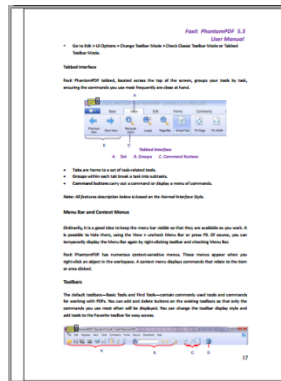 Foxit PhantomPDF 5.5
User Manual
• Go to Edit > UI Options > Change Toolbar Mode > Check Classic Toolbar Mode or Tabbed
Toolbar Mode.
Tabbed Interface
Foxit PhantomPDF tabbed, located across the top of the screen, groups your tools by task,
ensuring the commands you use most frequently are close at hand.
A
B
C
Tabbed Interface
A. Tab B. Groups C. Command Buttons
• Tabs are home to a set of task-related tools.
• Groups within each tab break a task into subtasks.
• Command buttons carry out a command or display a menu of commands.
Note: All features description below is based on the Normal Interface Style.
Menu Bar and Context Menus
Ordinarily, it is a good idea to keep the menu bar visible so that they are available as you work. It
is possible to hide them, using the View > uncheck Menu Bar or press F9. Of course, you can
temporarily display the Menu Bar again by right-clicking toolbar and checking Menu Bar.
Foxit PhantomPDF has numerous context-sensitive menus. These menus appear when you
right-click an object in the workspace. A context menu displays commands that relate to the item
or area clicked.
Toolbars
The default toolbars—Basic Tools and Find Tools—contain commonly used tools and commands
for working with PDFs. You can add and delete buttons on the existing toolbars so that only the
commands you use most often will be displayed. You can change the toolbar display style and
add tools to the Favorite toolbar for easy access.
A B C D
17